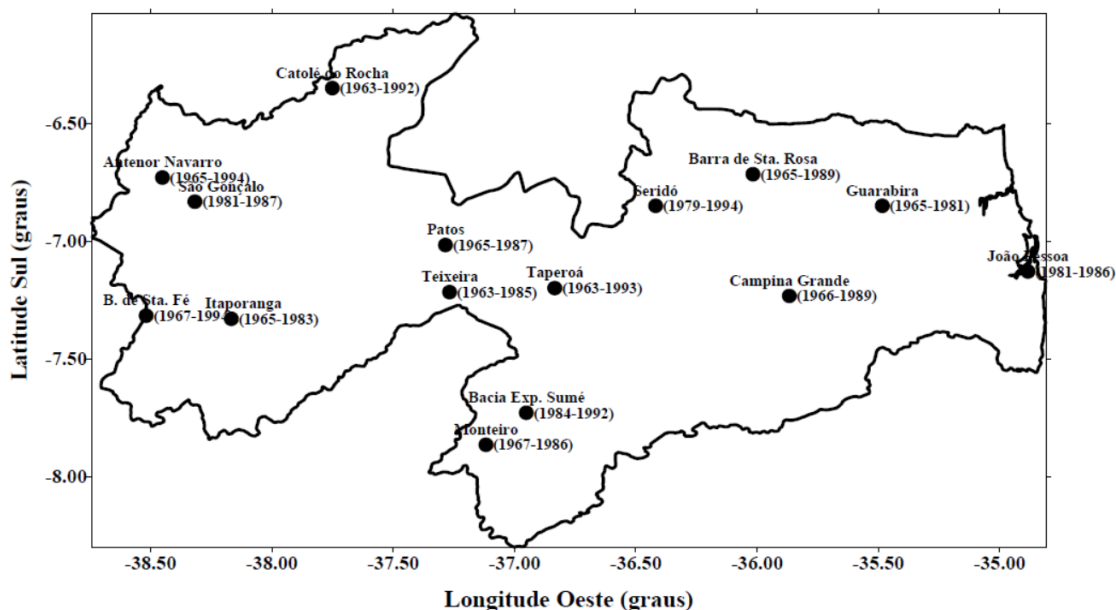 Catolé do Rocha
(1963-1992)
-6.50
Antenor Navarro
(1965-1994)
São Gonçalo
(1981-1987)
Barra de Sta. Rosa
(1965-1989)
Seridó
(1979-1994)
Guarabira
(1965-1981)
Patos
(1965-1987)
-7.00
João Pessoa
(1981-1986)
Teixeira
(1963-1985)
Taperoá
(1963-1993)
Campina Grande
(1966-1989)
B. de Sta. Fé
(1967-1994)
Itaporanga
(1965-1983)
-7.50
Bacia Exp. Sumé
(1984-1992)
Monteiro
(1967-1986)
-8.00
Latitude Sul (graus)
-38.50 -38.00 -37.50 -37.00 -36.50 -36.00 -35.50 -35.00
Longitude Oeste (graus)